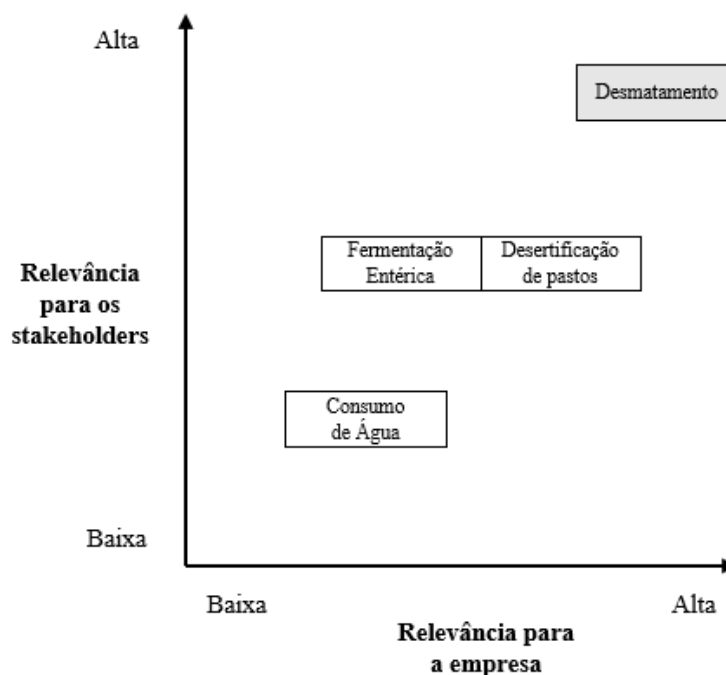 Alta
Desmatamento
Fermentação
Entérica
Desertificação
de pastos
Relevância
para os
stakeholders
Consumo
de Água
Baixa
Baixa
Alta
Relevância para
a empresa